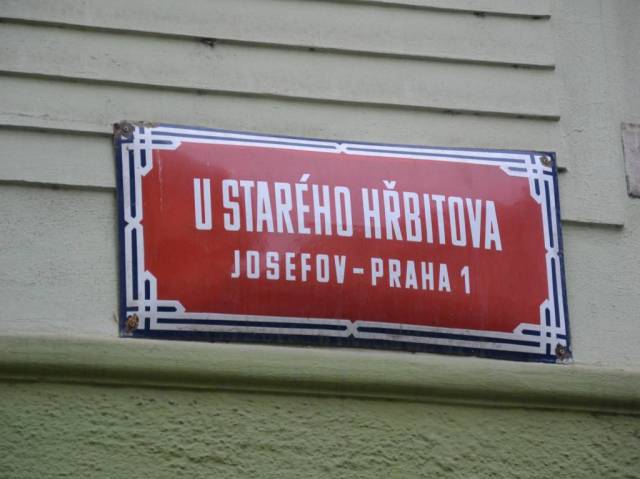 U STARÉHO HŘBITOVA
JOSEFOV - PRAHA 1